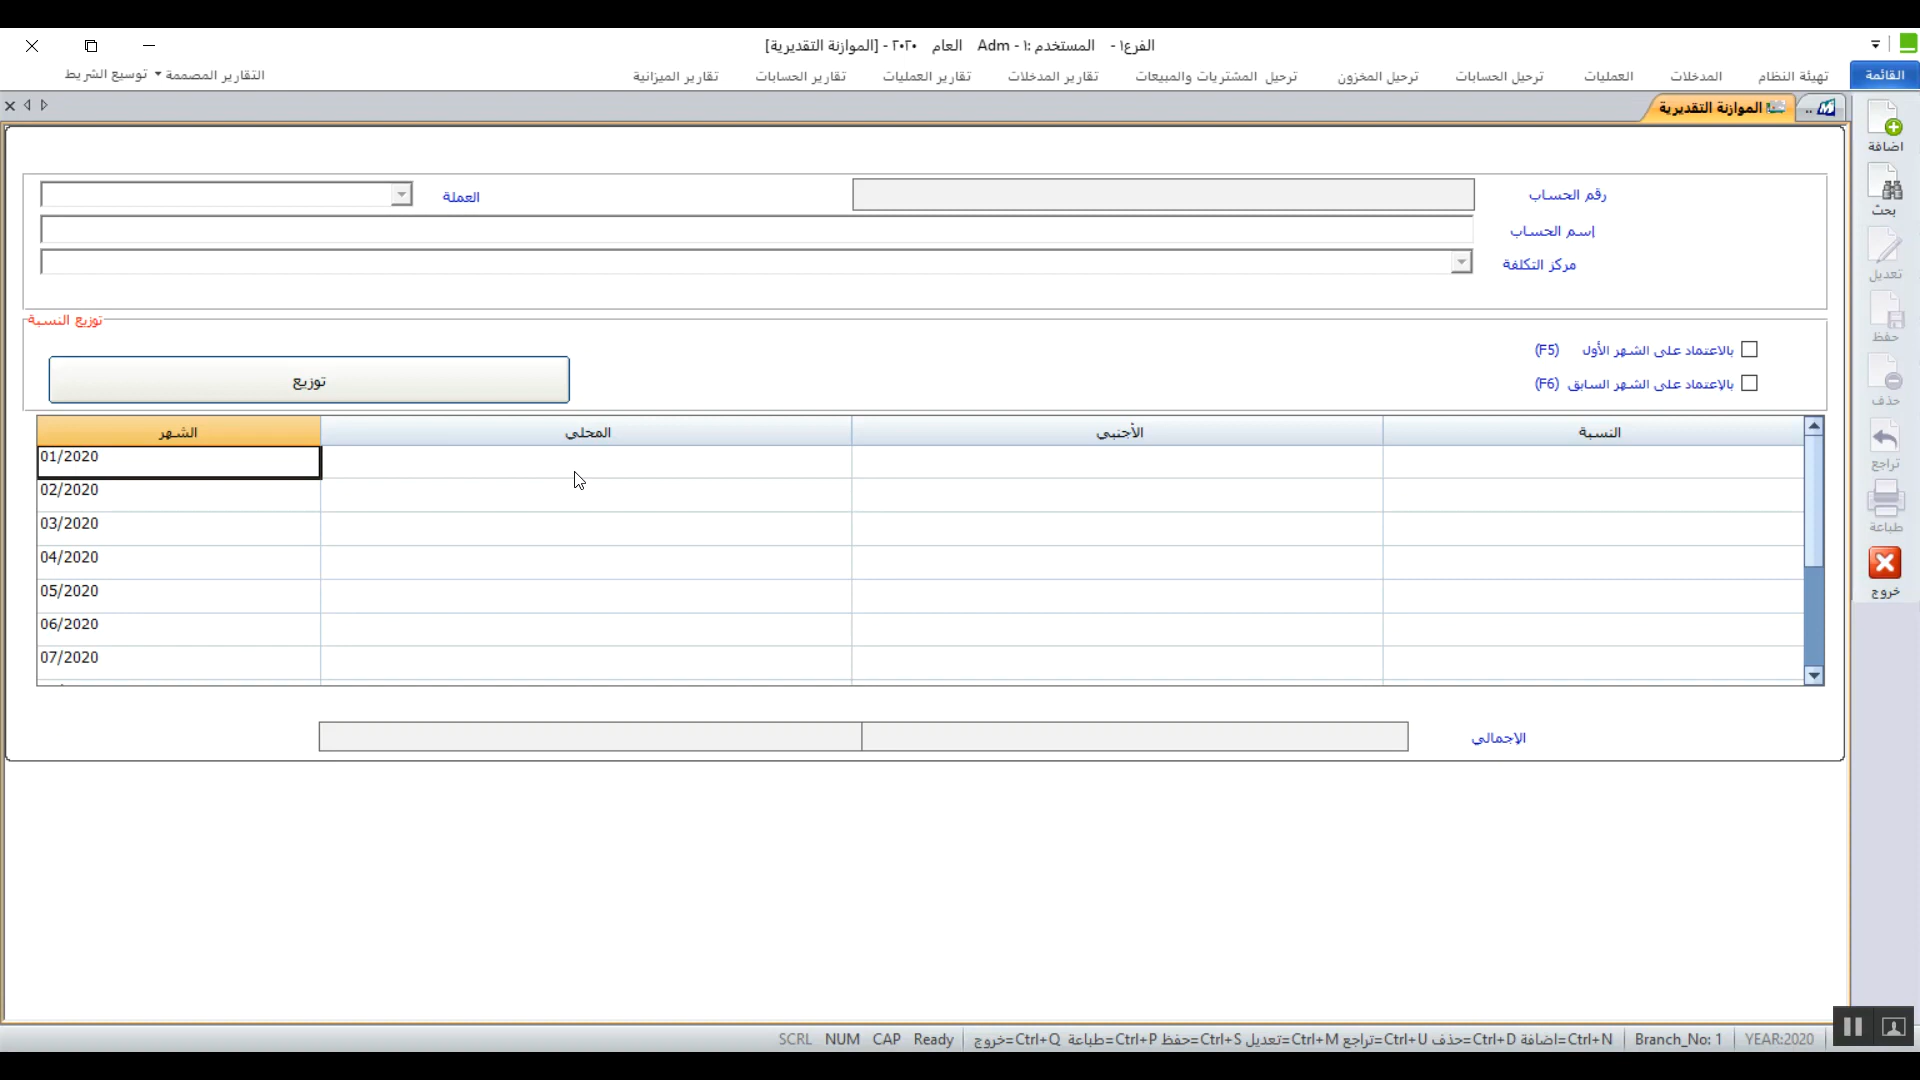 الفرع١ - المستخدم :١ - Adm العام ٢٠٢٠ - [الموازنة التقديرية]
القائمة تهيئة النظام المدخلات العمليات ترحيل الحسابات ترحيل المخزون ترحيل المشتريات والمبيعات تقارير المدخلات تقارير العمليات تقارير الحسابات تقارير الميزانية التقارير المصممة توسيع الشريط
.. الموازنة التقديرية
اضافة
بحث
تعديل
حفظ
حذف
تراجع
طباعة
خروج
رقم الحساب العملة
إسم الحساب
مركز التكلفة
توزيع النسبة
بالاعتماد على الشهر الأول (F5)
بالإعتماد على الشهر السابق (F6)
توزيع
الشهر المحلي الأجنبي النسبة
01/2020
02/2020
03/2020
04/2020
05/2020
06/2020
07/2020
الإجمالي
SCRL NUM CAP Ready Ctrl+N=اضافة Ctrl+D=حذف Ctrl+U=تراجع Ctrl+M=تعديل Ctrl+S=حفظ Ctrl+P=طباعة Ctrl+Q=خروج Branch_No: 1 YEAR:2020